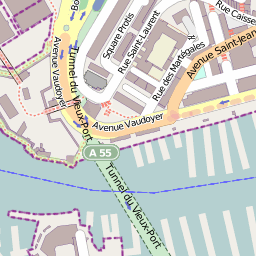 Bo
Square Protis
Rue Saint-Laurent
Rue Caisse
Avenue Saint-Jean
Rue des Martégales
Avenue Vaudoyer
Tunnel du Vieux-Port
Avenue Vaudoyer
A 55
Tunnel du Vieux-Port